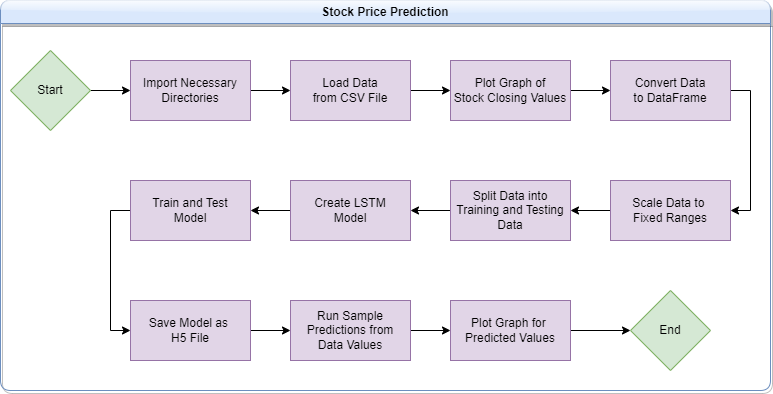 Stock Price Prediction
Start
Import Necessary
Directories
Load Data
from CSV File
Plot Graph of
Stock Closing Values
Convert Data
to DataFrame
Scale Data to
Fixed Ranges
Split Data into
Training and Testing
Data
Create LSTM
Model
Train and Test
Model
Save Model as
H5 File
Run Sample
Predictions from
Data Values
Plot Graph for
Predicted Values
End